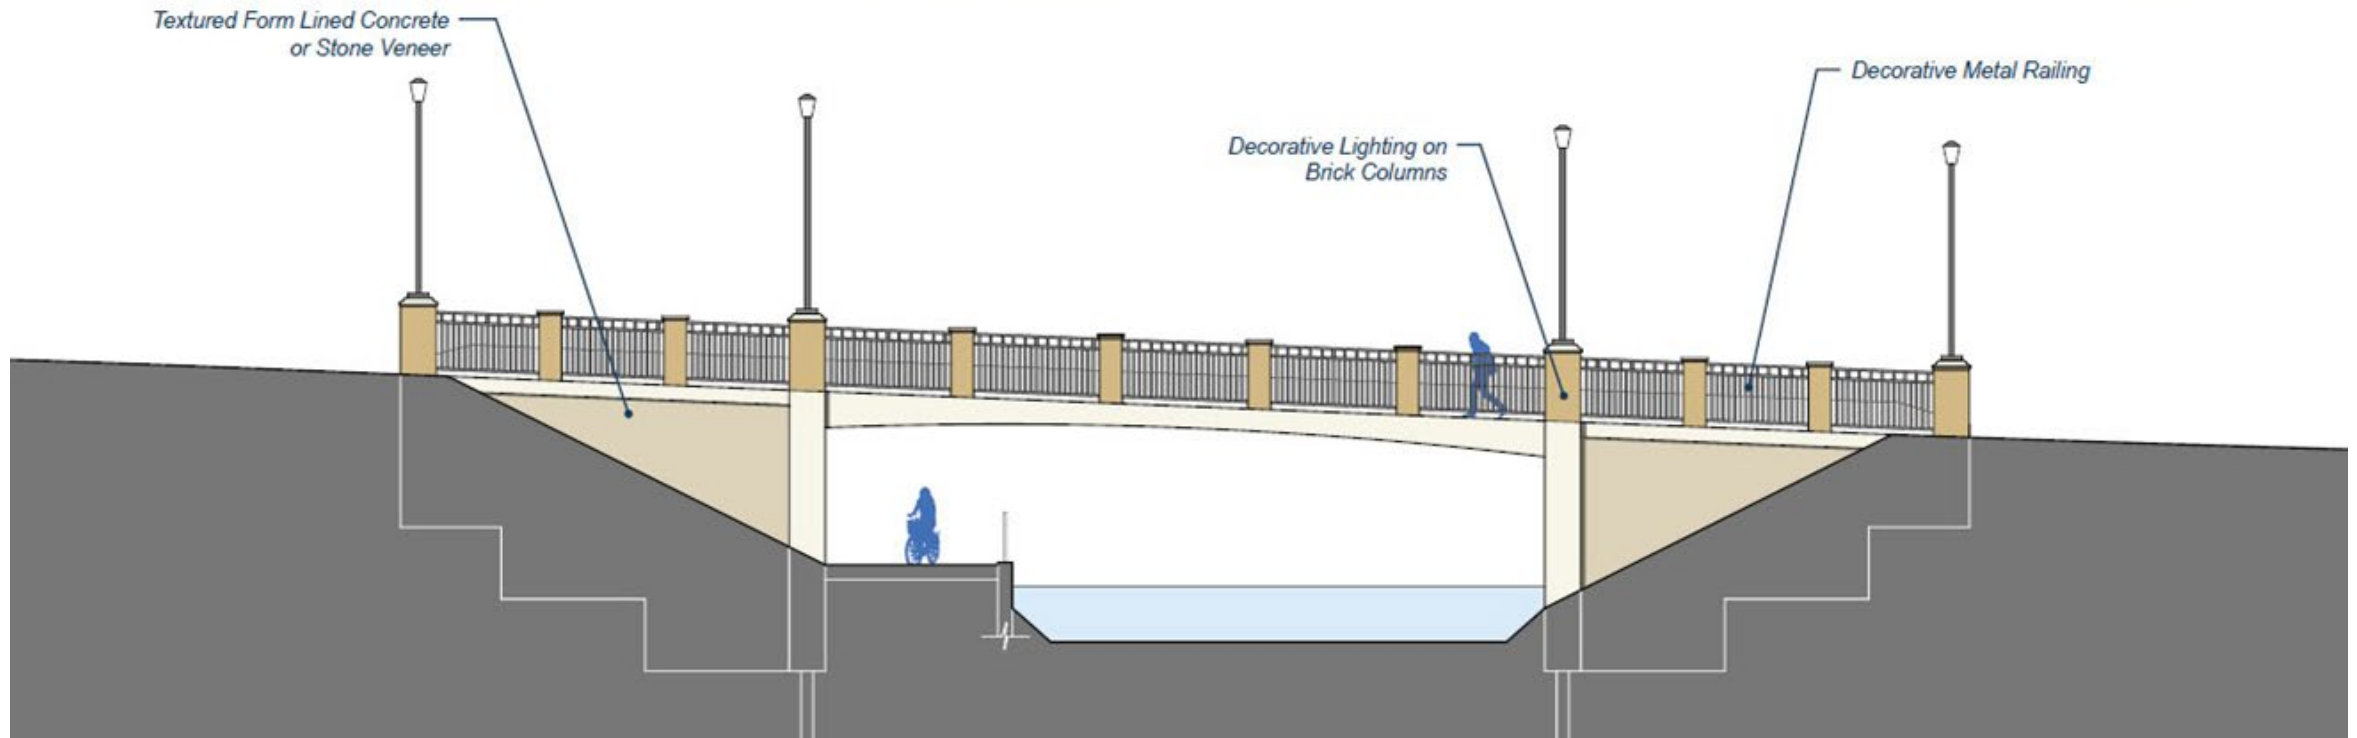 Textured Form Lined Concrete
or Stone Veneer
Decorative Metal Railing
Decorative Lighting on
Brick Columns